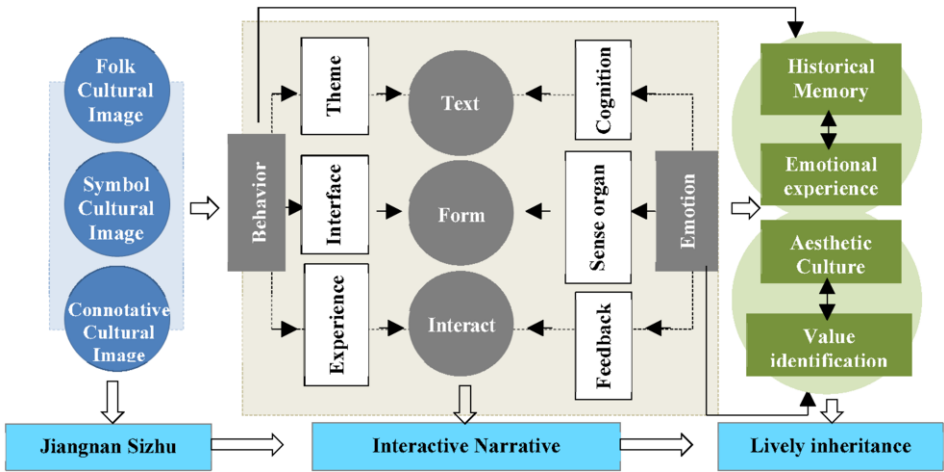 Folk
Cultural
Image
Symbol
Cultural
Image
Connotative
Cultural
Image
Behavior
Theme
Interface
Experience
Text
Form
Interact
Cognition
Sense organ
Feedback
Emotion
Historical
Memory
Emotional
experience
Aesthetic
Culture
Value
identification
Jiangnan Sizhu
Interactive Narrative
Lively inheritance